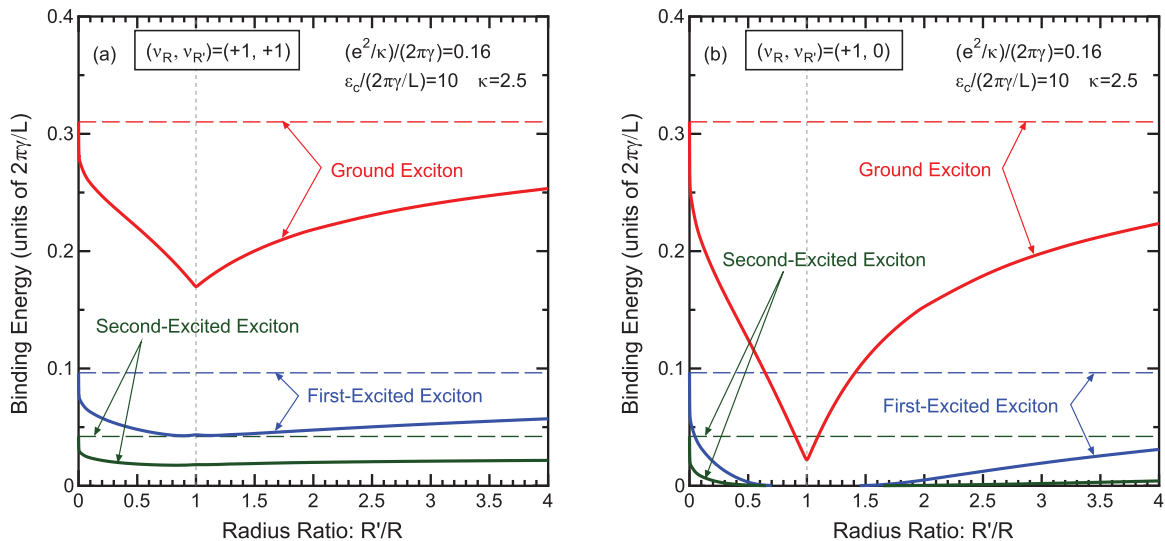 (a)
(ν_R, ν_R')=(+1, +1)
(e²/κ)/(2πγ)=0.16
ε_c/(2πγ/L)=10 κ=2.5
Ground Exciton
Second-Excited Exciton
First-Excited Exciton
Binding Energy (units of 2πγ/L)
0.4
0.3
0.2
0.1
0
0 0.5 1 1.5 2 2.5 3 3.5 4
Radius Ratio: R'/R
(b)
(ν_R, ν_R')=(+1, 0)
(e²/κ)/(2πγ)=0.16
ε_c/(2πγ/L)=10 κ=2.5
Ground Exciton
Second-Excited Exciton
First-Excited Exciton
Binding Energy (units of 2πγ/L)
0.4
0.3
0.2
0.1
0
0 0.5 1 1.5 2 2.5 3 3.5 4
Radius Ratio: R'/R